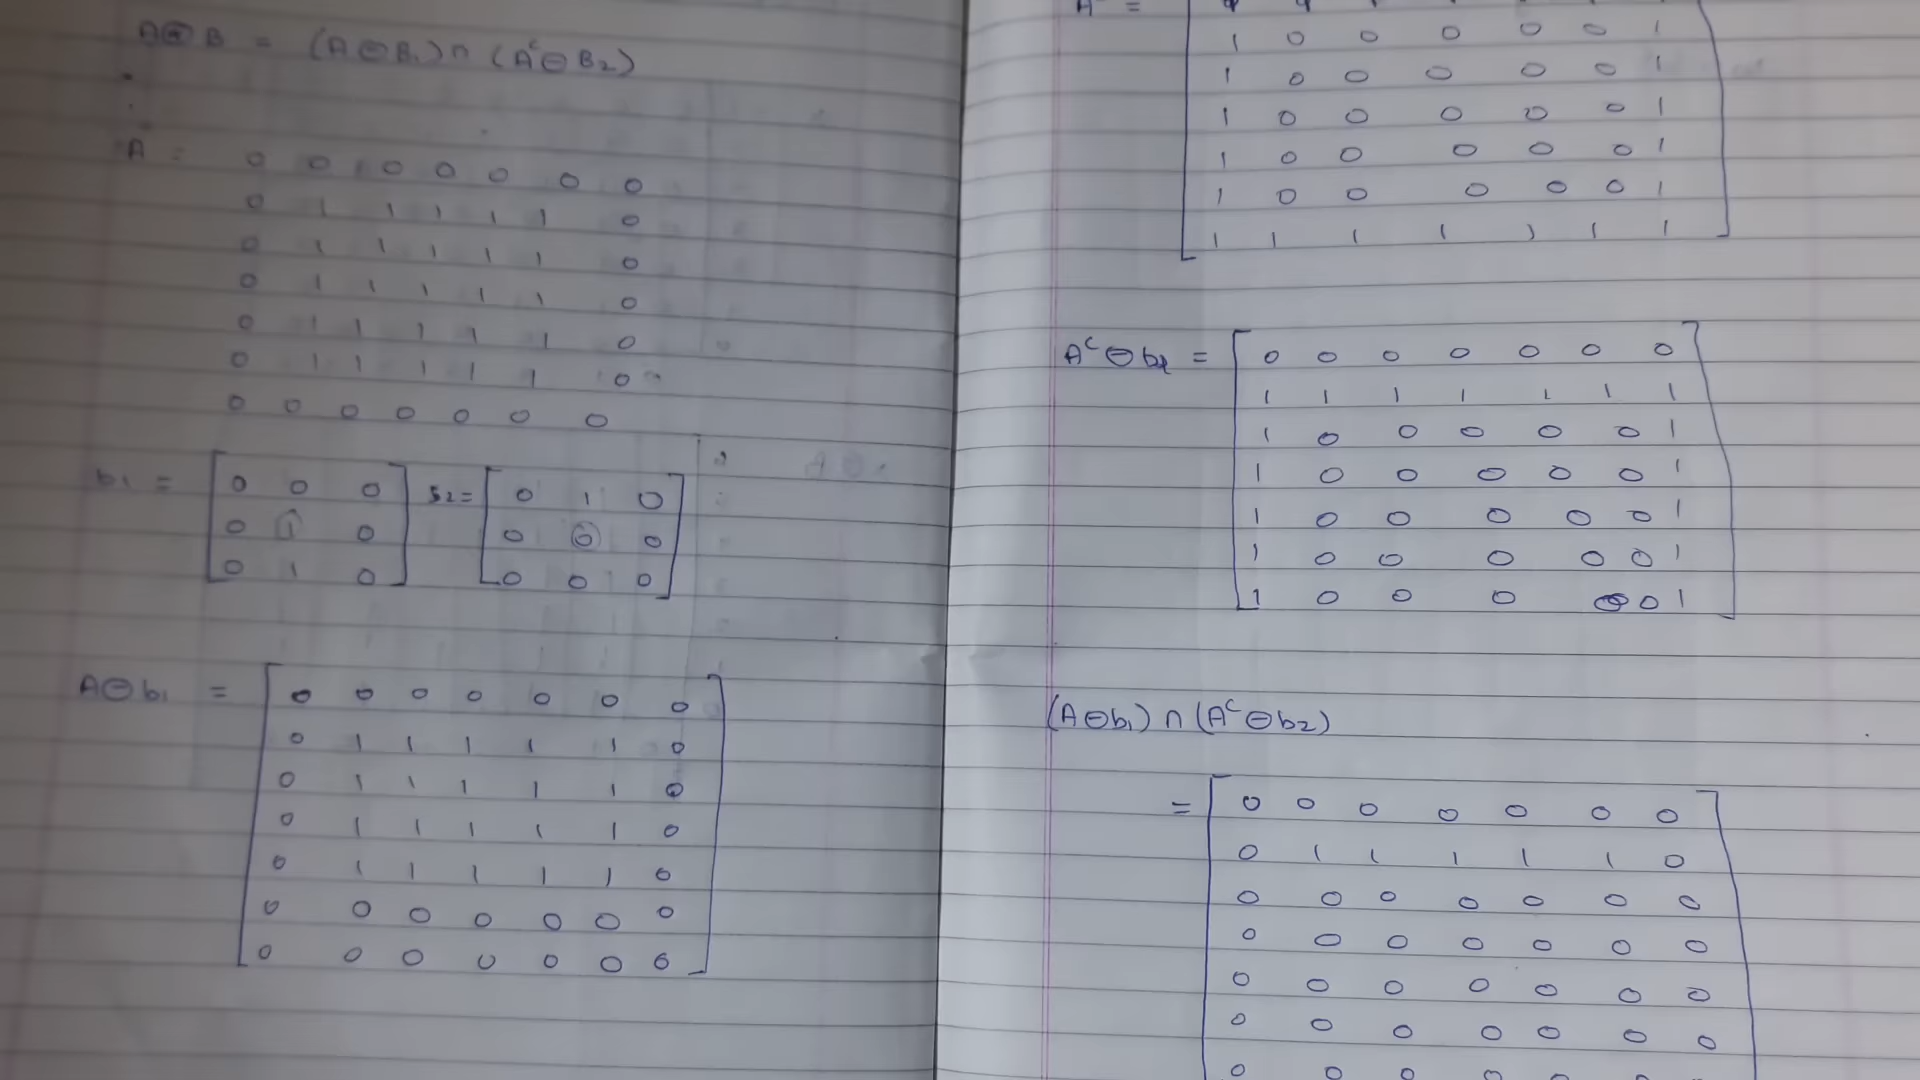 A⊛B = (A⊖B₁)∩(Aᶜ⊖B₂)
A = 0 0 0 0 0 0 0
0 1 1 1 1 1 0
0 1 1 1 1 1 0
0 1 1 1 1 1 0
0 1 1 1 1 1 0
0 1 1 1 1 1 0
0 0 0 0 0 0 0
b₁ = [0 0 0
0 1 0
0 1 0]
b₂ = [0 1 0
0 0 0
0 0 0]
A⊖b₁ = [0 0 0 0 0 0 0
0 1 1 1 1 1 0
0 1 1 1 1 1 0
0 1 1 1 1 1 0
0 1 1 1 1 1 0
0 0 0 0 0 0 0
0 0 0 0 0 0 0]
1 0 0 0 0 0 1
1 0 0 0 0 0 1
1 0 0 0 0 0 1
1 0 0 0 0 0 1
1 0 0 0 0 0 1
1 1 1 1 1 1 1]
Aᶜ⊖b₂ = [0 0 0 0 0 0 0
1 1 1 1 1 1 1
1 0 0 0 0 0 1
1 0 0 0 0 0 1
1 0 0 0 0 0 1
1 0 0 0 0 0 1
1 0 0 0 0 0 1]
(A⊖b₁)∩(Aᶜ⊖b₂)
= [0 0 0 0 0 0 0
0 1 1 1 1 1 0
0 0 0 0 0 0 0
0 0 0 0 0 0 0
0 0 0 0 0 0 0
0 0 0 0 0 0 0
0 0 0 0 0 0